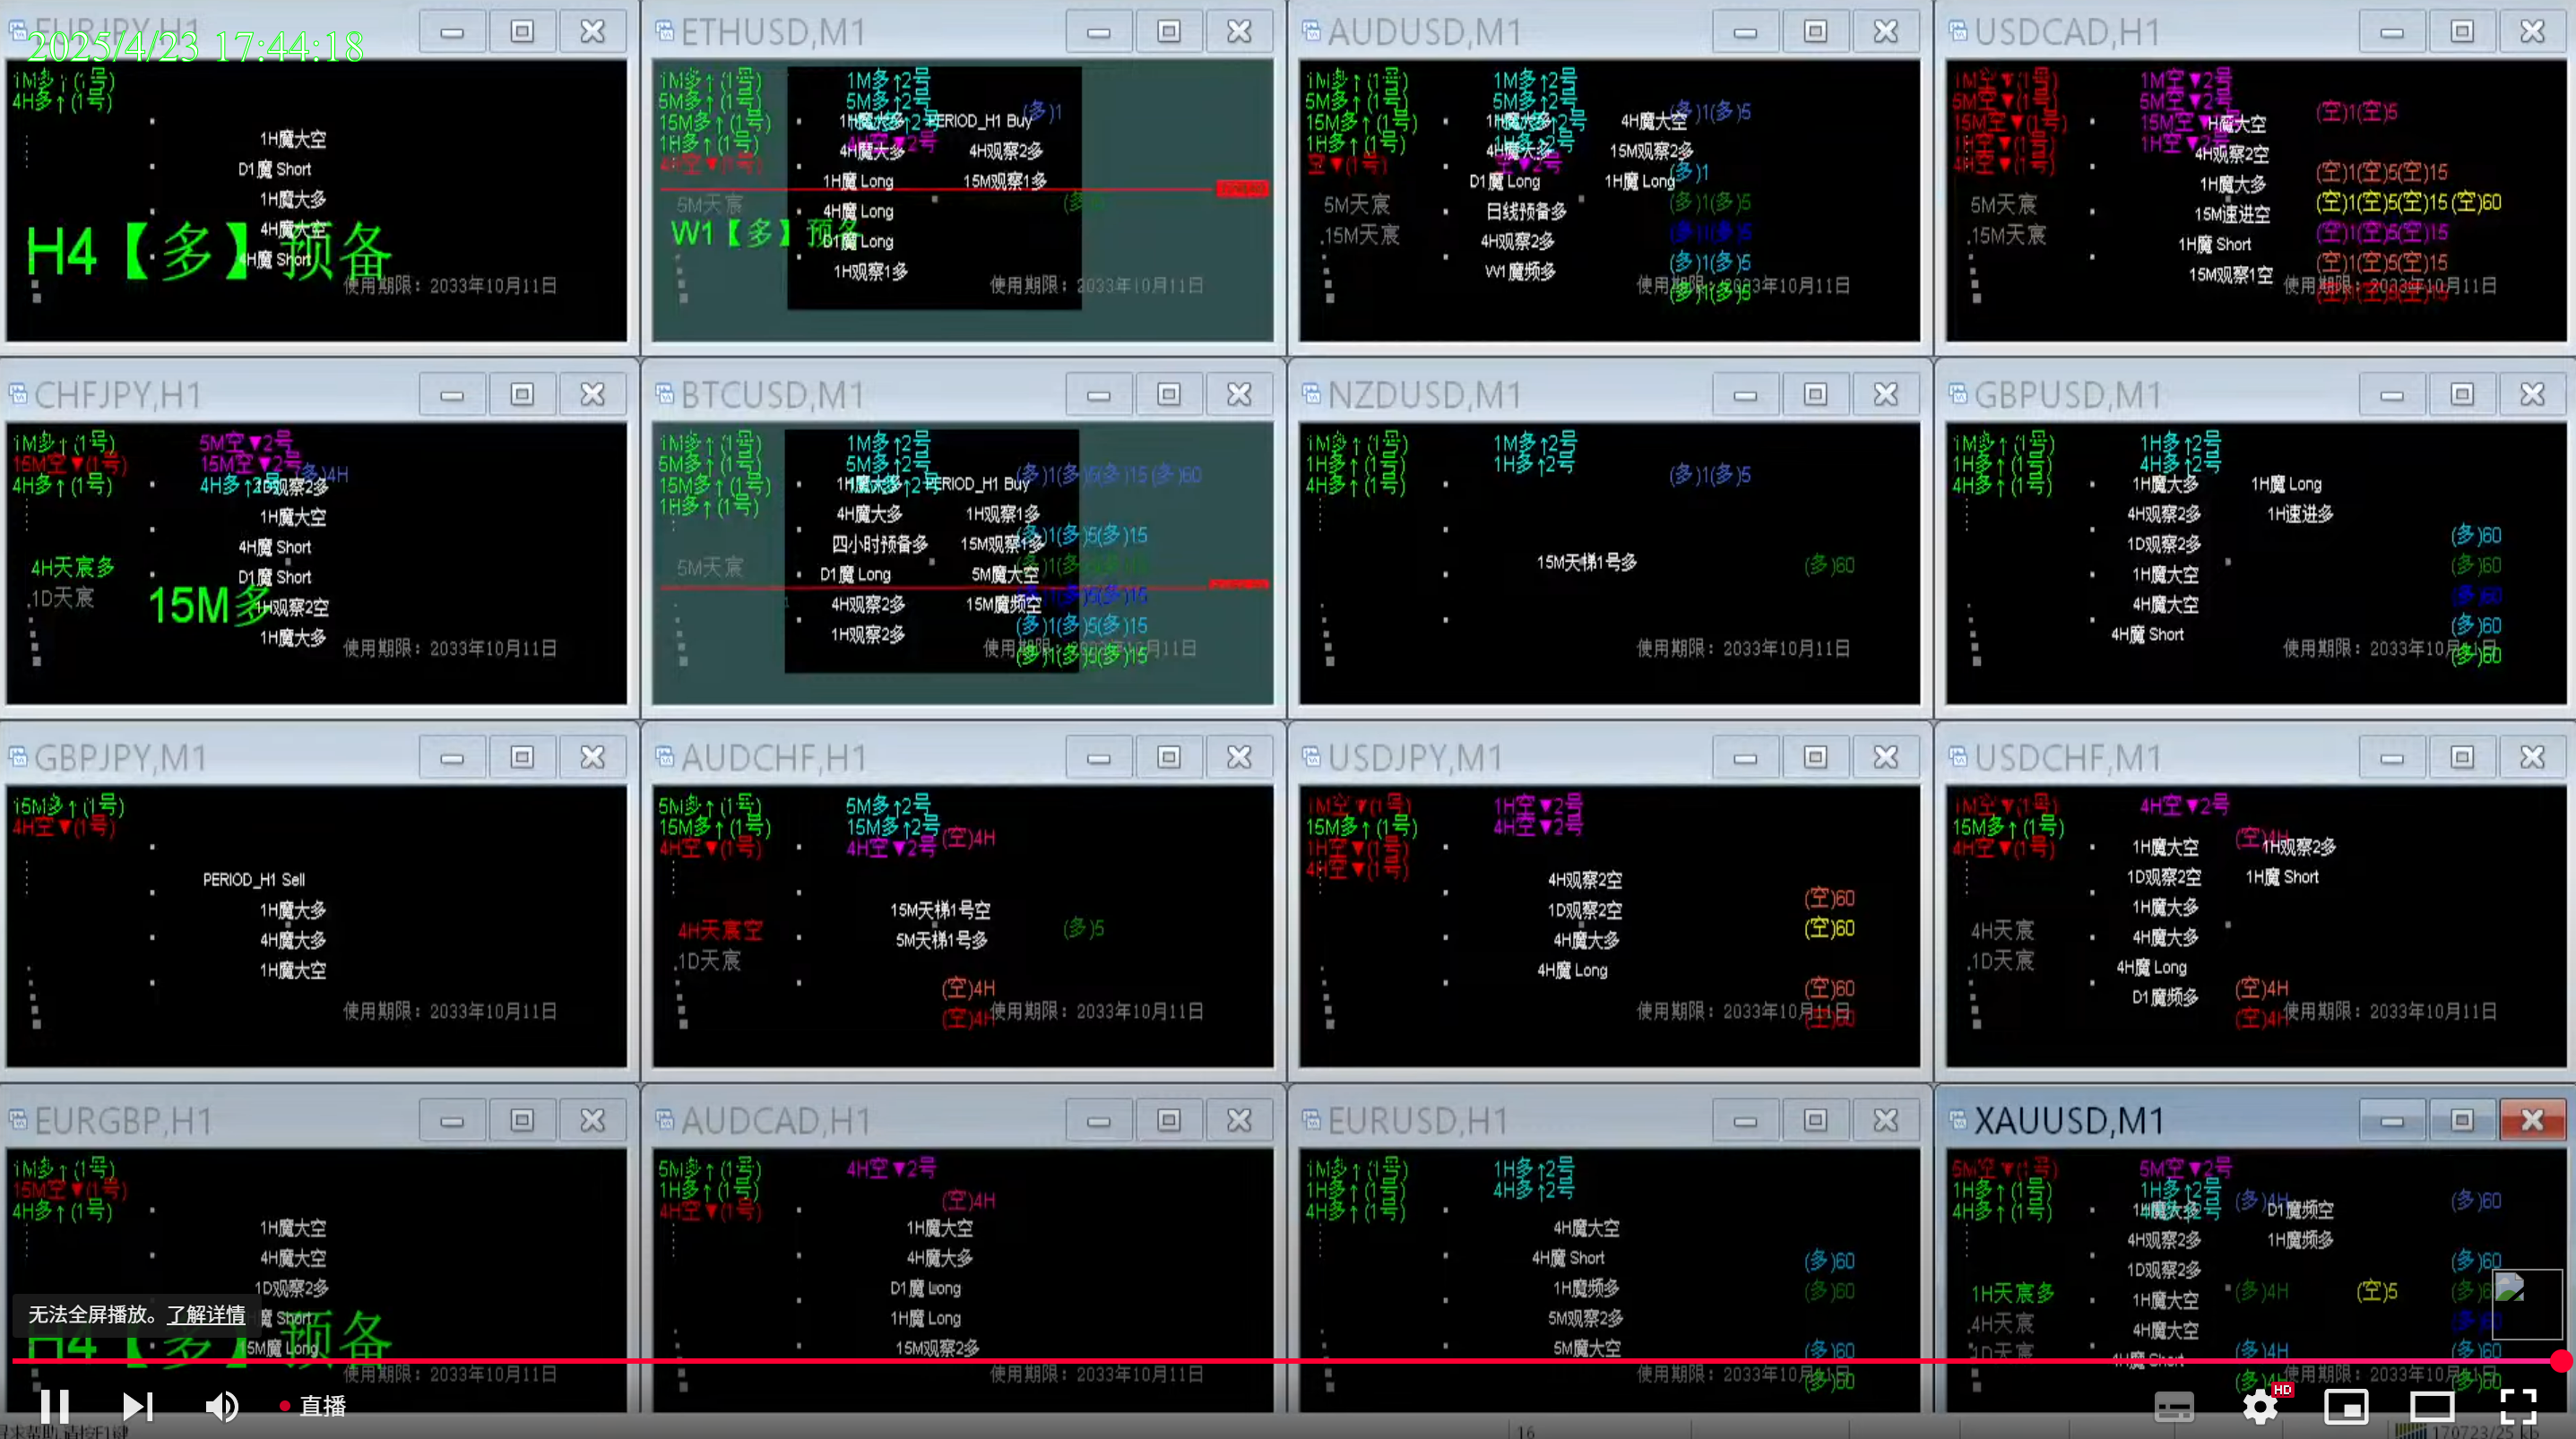 EURJPY,H1
2025/4/23 17:44:18
1M多↑(1号)
4H多↑(1号)
1H魔大空
D1魔 Short
1H魔大多
4H魔大空
H4【多】预备
4H魔 Short
使用期限：2033年10月11日
ETHUSD,M1
1M多↑(1号) 1M多↑2号
5M多↑(1号) 5M多↑2号
15M多↑(1号)
1H魔大多 PERIOD_H1 Buy (多)1
1H多↑(1号)
4H魔大多 4H观察2多
4H空▼(1号)
1H魔 Long 15M观察1多
5M天宸
4H魔 Long
W1【多】预备
D1魔 Long
1H观察1多
使用期限：2033年10月11日
AUDUSD,M1
1M多↑(1号) 1M多↑2号
5M多↑(1号) 5M多↑2号
15M多↑(1号)
1H魔大多 4H魔大空 (多)1(多)5
1H多↑(1号)
4H魔大多 15M观察2多
空▼(1号) 空▼2号
(多)1
D1魔 Long 1H魔 Long
5M天宸 (多)1(多)5
日线预备多
.15M天宸 (多)1(多)5
4H观察2多
(多)1(多)5
W1魔频多
使用期限：2033年10月11日
(多)1(多)5
USDCAD,H1
1M空▼(1号) 1M空▼2号
5M空▼(1号) 5M空▼2号
15M空▼(1号) 15M空▼2号 (空)1(空)5
H魔大空
1H空▼(1号) 1H空▼2号
4H观察2空
4H空▼(1号) (空)1(空)5(空)15
1H魔大多
5M天宸 (空)1(空)5(空)15(空)60
15M速进空
.15M天宸 (空)1(空)5(空)15
1H魔 Short
(空)1(空)5(空)15
15M观察1空
使用期限：2033年10月11日
(空)1(空)5(空)15
CHFJPY,H1
1M多↑(1号) 5M空▼2号
15M空▼(1号) 15M空▼2号
(多)4H
4H多↑(1号) 4H多↑2号 1D观察2多
1H魔大空
4H魔 Short
4H天宸多
D1魔 Short
.1D天宸 15M多
1H观察2空
1H魔大多
使用期限：2033年10月11日
BTCUSD,M1
1M多↑(1号) 1M多↑2号
5M多↑(1号) 5M多↑2号
(多)1(多)5(多)15(多)60
15M多↑(1号) 1H魔大多 PERIOD_H1 Buy
1H多↑(1号)
4H魔大多 1H观察1多
(多)1(多)5(多)15
四小时预备多 15M观察1多
5M天宸
D1魔 Long 5M魔大空
4H观察2多 15M魔频空
(多)1(多)5(多)15
1H观察2多
使用期限：2033年10月11日
(多)1(多)5(多)15
NZDUSD,M1
1M多↑(1号) 1M多↑2号
1H多↑(1号) 1H多↑2号
(多)1(多)5
4H多↑(1号)
15M天梯1号多 (多)60
使用期限：2033年10月11日
GBPUSD,M1
1M多↑(1号) 1H多↑2号
1H多↑(1号) 4H多↑2号
4H多↑(1号) 1H魔大多 1H魔 Long
4H观察2多 1H速进多
(多)60
1D观察2多
(多)60
1H魔大空
(多)60
4H魔大空
(多)60
4H魔 Short
使用期限：2033年10月11日
(多)60
GBPJPY,M1
15M多↑(1号)
4H空▼(1号)
PERIOD_H1 Sell
1H魔大多
4H魔大多
1H魔大空
使用期限：2033年10月11日
AUDCHF,H1
5M多↑(1号) 5M多↑2号
15M多↑(1号) 15M多↑2号
(空)4H
4H空▼(1号) 4H空▼2号
15M天梯1号空
4H天宸空 (多)5
5M天梯1号多
.1D天宸
(空)4H
(空)4H
使用期限：2033年10月11日
USDJPY,M1
1M空▼(1号) 1H空▼2号
15M多↑(1号) 4H空▼2号
1H空▼(1号)
4H空▼(1号)
4H观察2空
(空)60
1D观察2空
(空)60
4H魔大多
4H魔 Long
(空)60
使用期限：2033年10月11日
(空)60
USDCHF,M1
1M空▼(1号) 4H空▼2号
15M多↑(1号)
(空)4H
4H空▼(1号) 1H魔大空 1H观察2多
1D观察2空 1H魔 Short
1H魔大多
4H天宸
4H魔大多
.1D天宸
4H魔 Long
(空)4H
D1魔频多
(空)4H
使用期限：2033年10月11日
EURGBP,H1
1M多↑(1号)
15M空▼(1号)
4H多↑(1号)
1H魔大空
4H魔大空
1D观察2多
魔 Short
H4【多】预备
5M魔 Long
使用期限：2033年10月11日
AUDCAD,H1
5M多↑(1号) 4H空▼2号
1H多↑(1号)
(空)4H
4H空▼(1号)
1H魔大空
4H魔大多
D1魔 Long
1H魔 Long
15M观察2多
使用期限：2033年10月11日
EURUSD,H1
1M多↑(1号) 1H多↑2号
1H多↑(1号) 4H多↑2号
4H多↑(1号)
4H魔大空
4H魔 Short (多)60
1H魔频多 (多)60
5M观察2多
5M魔大空 (多)60
使用期限：2033年10月11日
(多)60
XAUUSD,M1
5M空▼(1号) 5M空▼2号
1H多↑(1号) 1H多↑2号
(多)4H (多)60
4H多↑(1号) 1H魔大多 D1魔频空
4H观察2多 1H魔频多
(多)60
1D观察2多
1H天宸多 (多)4H (空)5
1H魔大空
.4H天宸
4H魔大空
.1D天宸 (多)4H (多)60
4H魔 Short
使用期限：2033年10月11日
无法全屏播放。了解详情
直播
HD
16
170723/25 kb